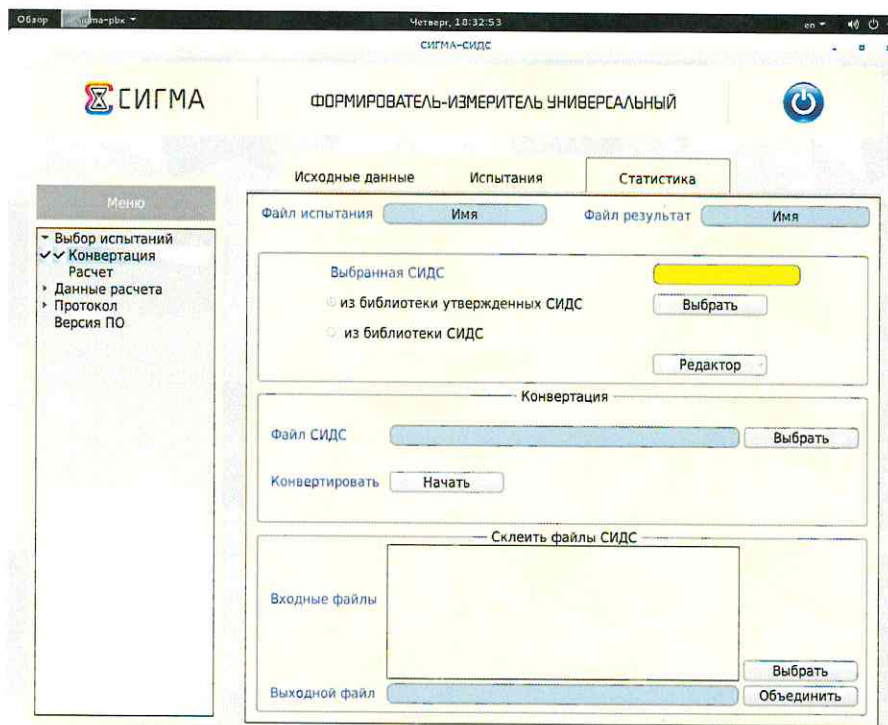 Обзор
Четверг, 18:32:53
en
СИГМА-СИДС
СИГМА
ФОРМИРОВАТЕЛЬ-ИЗМЕРИТЕЛЬ УНИВЕРСАЛЬНЫЙ
Исходные данные Испытания Статистика
Меню
Выбор испытаний
Конвертация
Расчет
Данные расчета
Протокол
Версия ПО
Файл испытания Имя Файл результат Имя
Выбранная СИДС
из библиотеки утвержденных СИДС Выбрать
из библиотеки СИДС
Редактор
Конвертация
Файл СИДС Выбрать
Конвертировать Начать
Склеить файлы СИДС
Входные файлы
Выбрать
Выходной файл Объединить